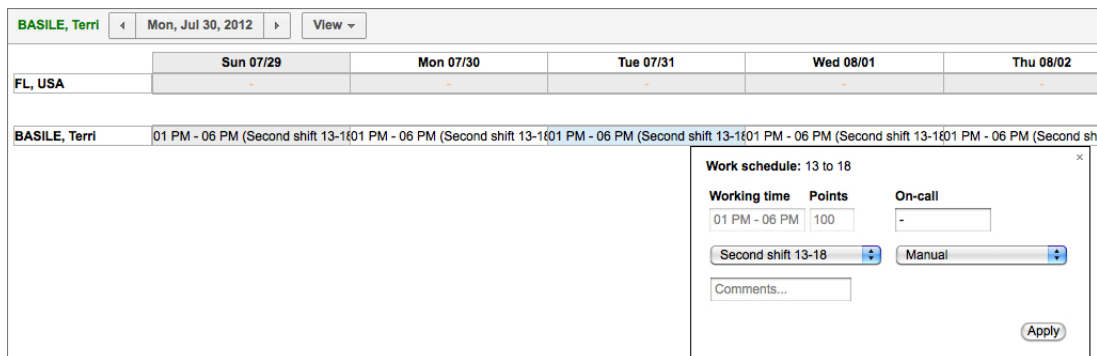 BASILE, Terri Mon, Jul 30, 2012 View
Sun 07/29 Mon 07/30 Tue 07/31 Wed 08/01 Thu 08/02
FL, USA - - - - -
BASILE, Terri 01 PM - 06 PM (Second shift 13-18 01 PM - 06 PM (Second shift 13-18 01 PM - 06 PM (Second shift 13-18 01 PM - 06 PM (Second shift 13-18 01 PM - 06 PM (Second sh
Work schedule: 13 to 18 ×
Working time Points On-call
01 PM - 06 PM 100 -
Second shift 13-18 Manual
Comments...
Apply